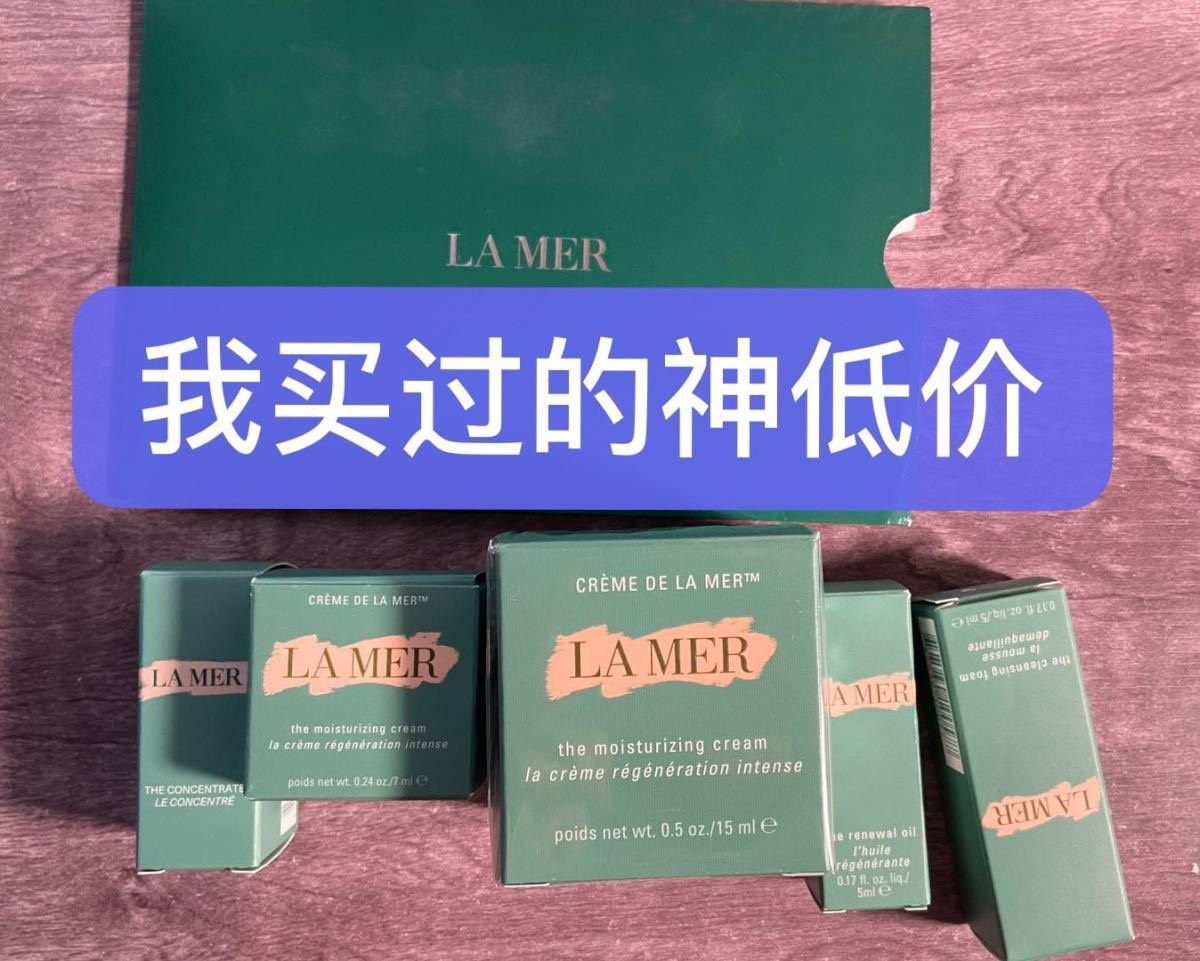 LA MER
我买过的神低价
LA MER
THE CONCENTRATE
LE CONCENTRÉ
CRÈME DE LA MER™
LA MER
the moisturizing cream
la crème régénération intense
poids net wt. 0.24 oz./7 ml ℮
CRÈME DE LA MER™
LA MER
the moisturizing cream
la crème régénération intense
poids net wt. 0.5 oz./15 ml ℮
LA MER
renewal oil
l'huile
régénérante
0.17 fl. oz. liq./
5ml ℮
LA MER
the cleansing foam
la mousse
démaquillante
0.17 fl. oz. liq./5 ml ℮